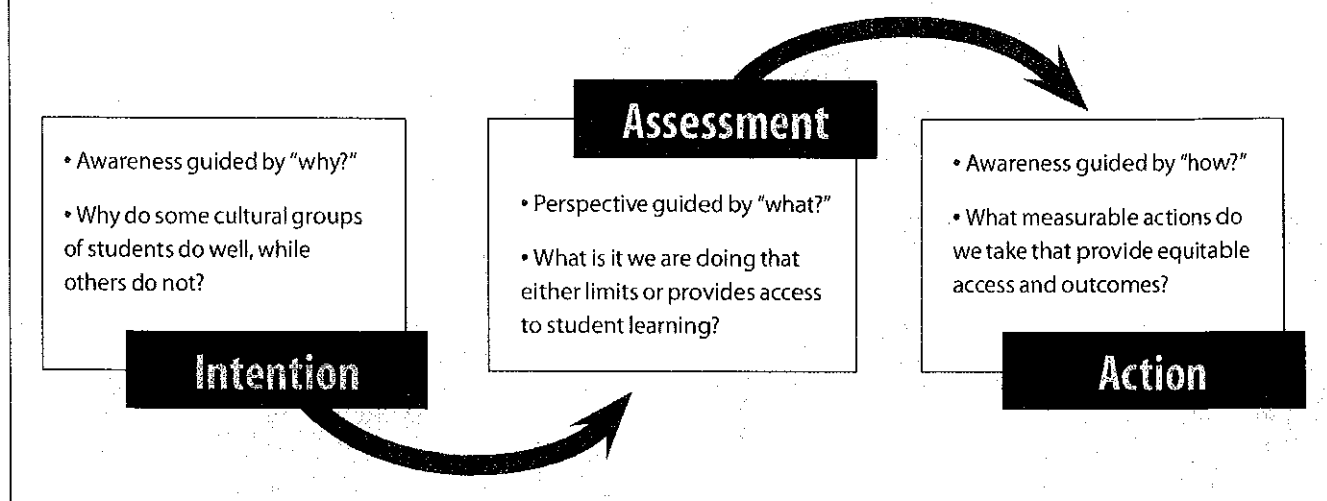 • Awareness guided by "why?"
• Why do some cultural groups
of students do well, while
others do not?
Intention
Assessment
• Perspective guided by "what?"
• What is it we are doing that
either limits or provides access
to student learning?
• Awareness guided by "how?"
• What measurable actions do
we take that provide equitable
access and outcomes?
Action